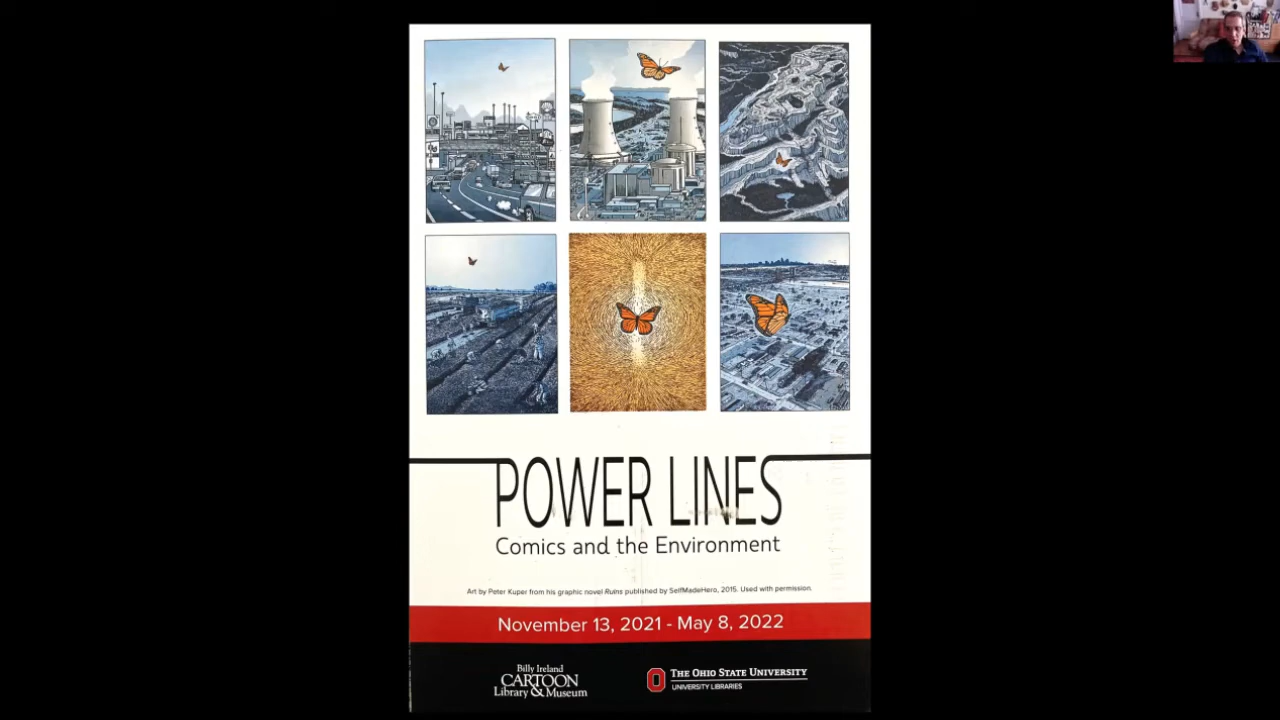 POWER LINES
Comics and the Environment
Art by Peter Kuper from his graphic novel Ruins published by SelfMadeHero, 2015. Used with permission.
November 13, 2021 - May 8, 2022
Billy Ireland
CARTOON
Library & Museum
THE OHIO STATE UNIVERSITY
UNIVERSITY LIBRARIES